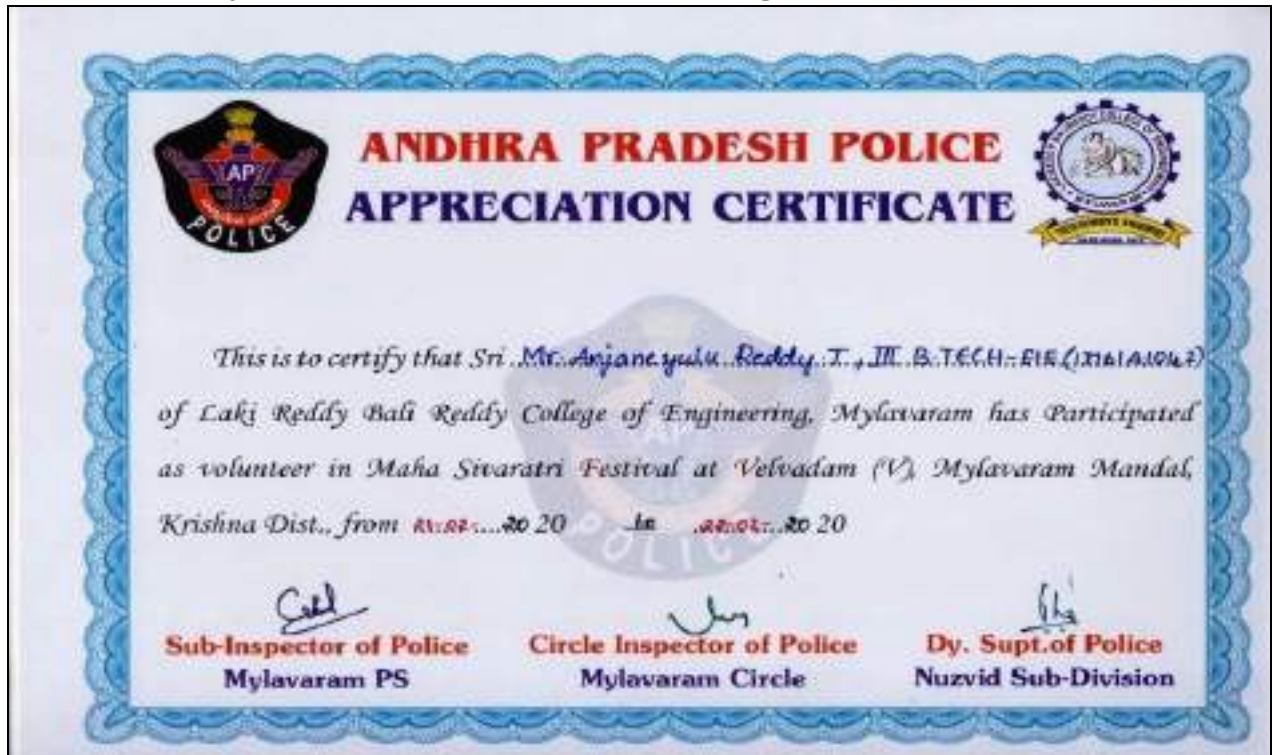 ANDHRA PRADESH POLICE
APPRECIATION CERTIFICATE
AP
POLICE
This is to certify that Sri Mr. Anjaneyulu Reddy. T., III B.TECH-EIE
of Laki Reddy Bali Reddy College of Engineering, Mylavaram has Participated
as volunteer in Maha Sivaratri Festival at Velvadam (V), Mylavaram Mandal,
Krishna Dist., from 2020 to 2020
Sub-Inspector of Police Circle Inspector of Police Dy. Supt.of Police
Mylavaram PS Mylavaram Circle Nuzvid Sub-Division